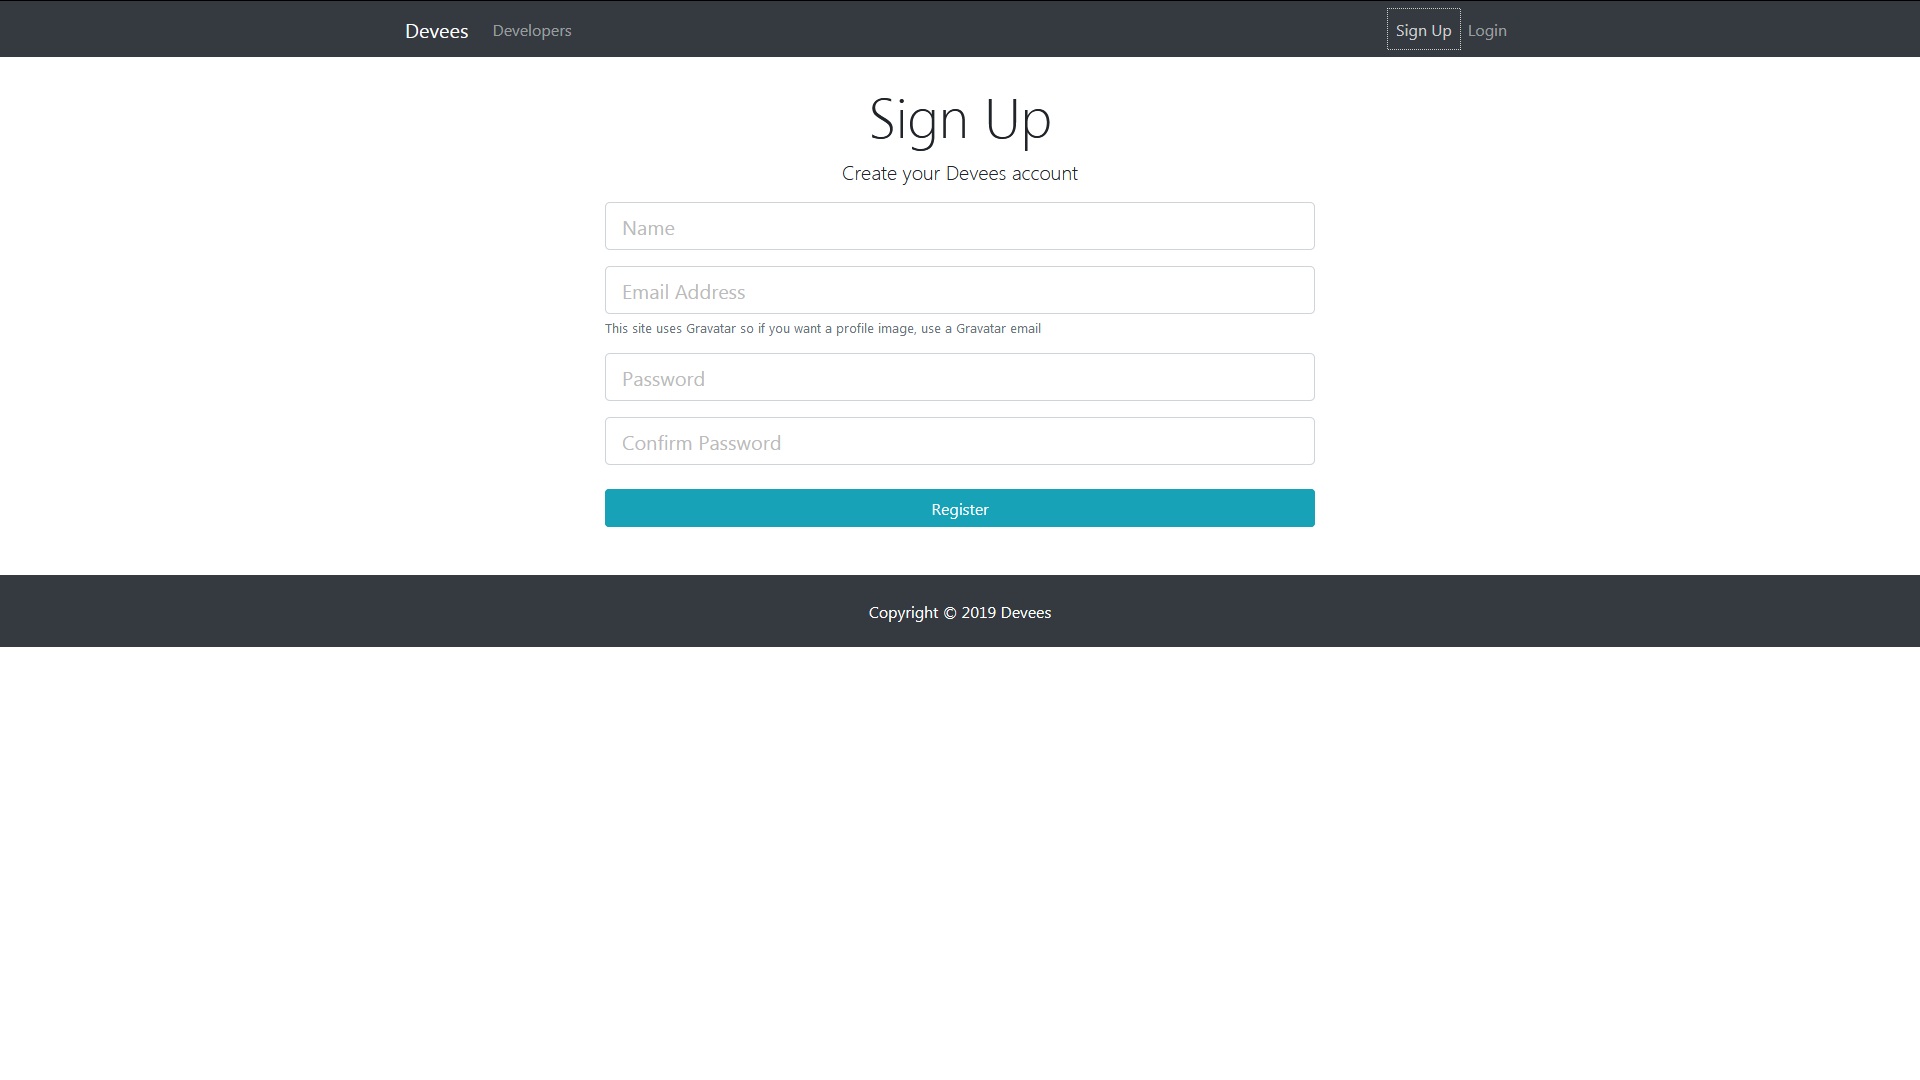 Devees Developers Sign Up Login
Sign Up
Create your Devees account
Name
Email Address
This site uses Gravatar so if you want a profile image, use a Gravatar email
Password
Confirm Password
Register
Copyright © 2019 Devees